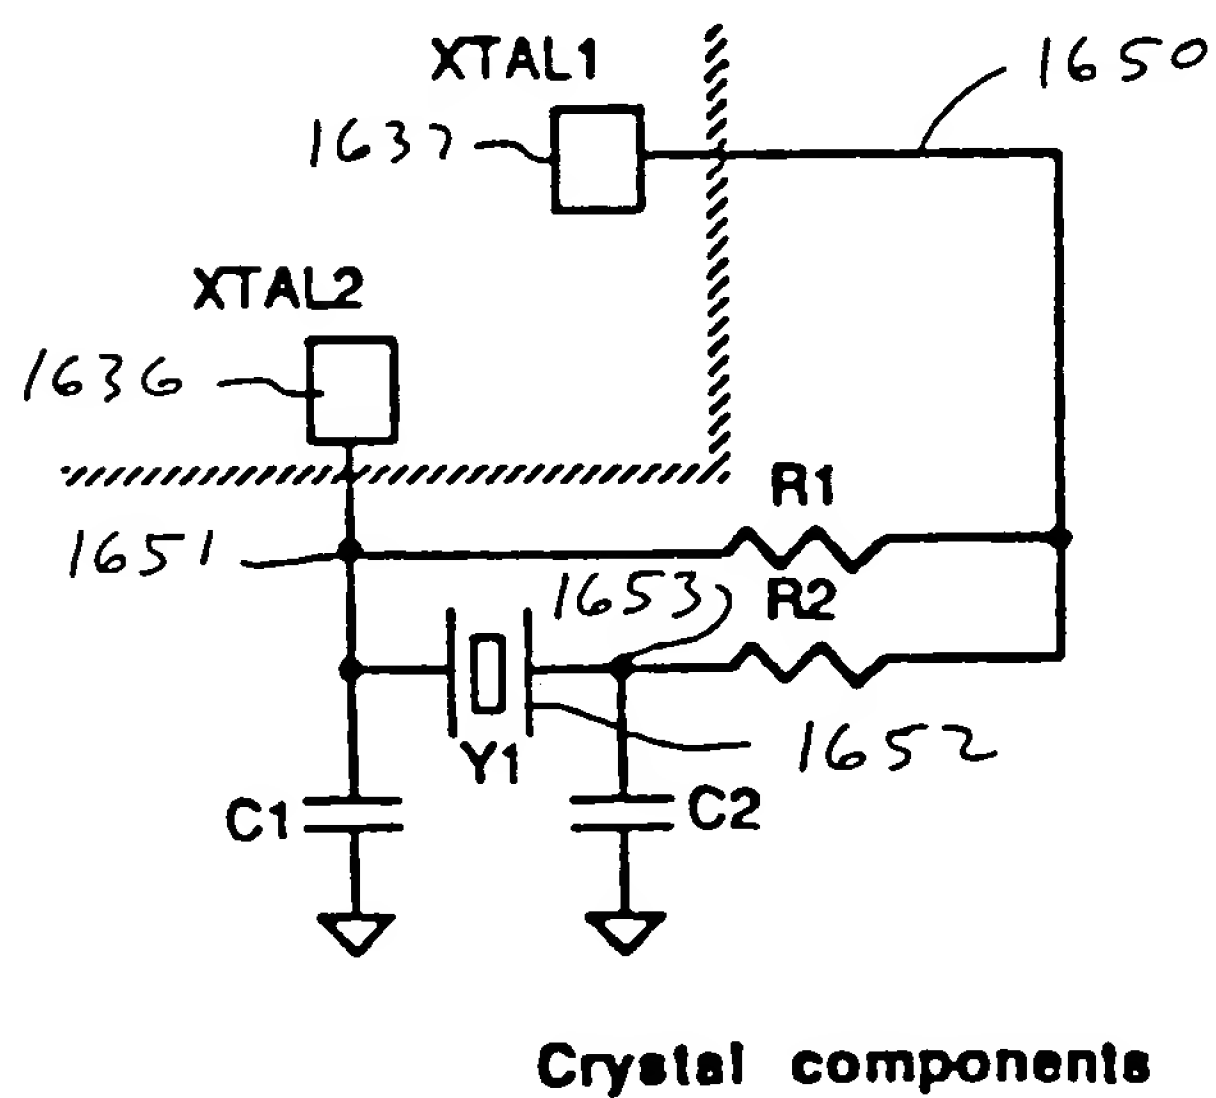 XTAL1
1650
1637
XTAL2
1636
R1
1651
1653
R2
1652
Y1
C1
C2
Crystal components